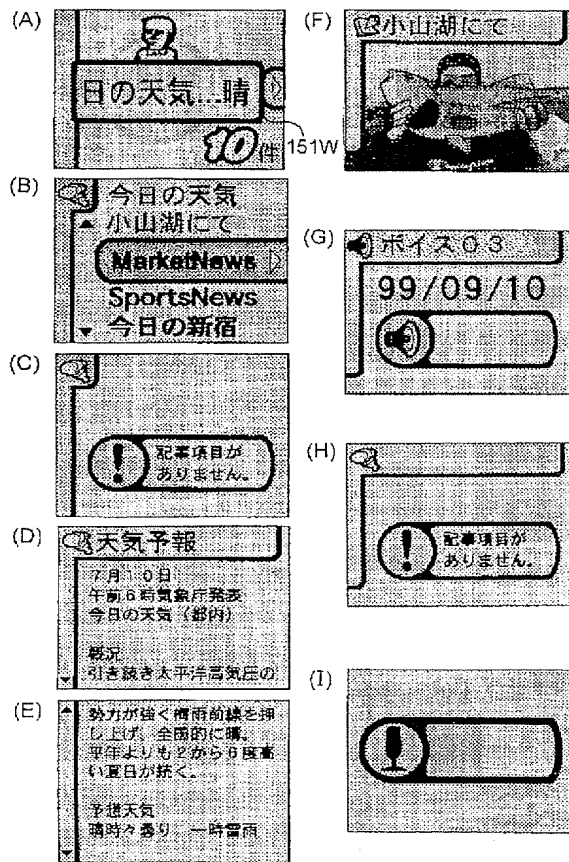 (A)
日の天気...晴
10件
151W
(B)
今日の天気
小山湖にて
MarketNews
SportsNews
今日の新宿
(C)
記事項目が
ありません。
(D)
天気予報
7月10日
午前6時気象庁発表
今日の天気(都内)
概況
引き続き太平洋高気圧の
(E)
勢力が強く梅雨前線を押
し上げ、全国的に晴。
平年よりも2から6度高
い夏日が続く。
予想天気
晴時々曇り、一時雷雨
(F)
小山湖にて
(G)
ボイス03
99/09/10
(H)
記事項目が
ありません。
(I)